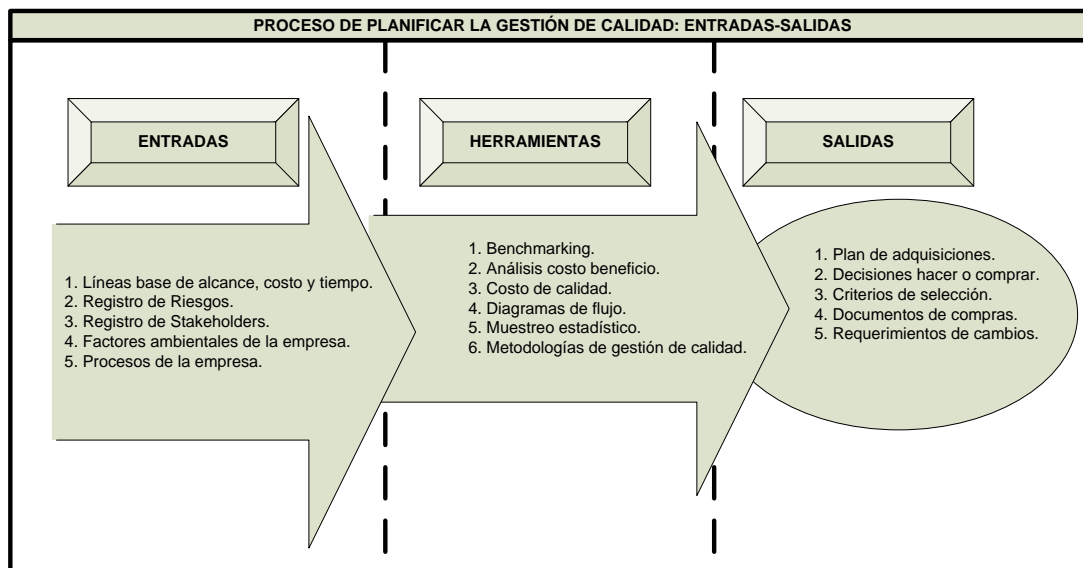 PROCESO DE PLANIFICAR LA GESTIÓN DE CALIDAD: ENTRADAS-SALIDAS
ENTRADAS
1. Líneas base de alcance, costo y tiempo.
2. Registro de Riesgos.
3. Registro de Stakeholders.
4. Factores ambientales de la empresa.
5. Procesos de la empresa.
HERRAMIENTAS
1. Benchmarking.
2. Análisis costo beneficio.
3. Costo de calidad.
4. Diagramas de flujo.
5. Muestreo estadístico.
6. Metodologías de gestión de calidad.
SALIDAS
1. Plan de adquisiciones.
2. Decisiones hacer o comprar.
3. Criterios de selección.
4. Documentos de compras.
5. Requerimientos de cambios.